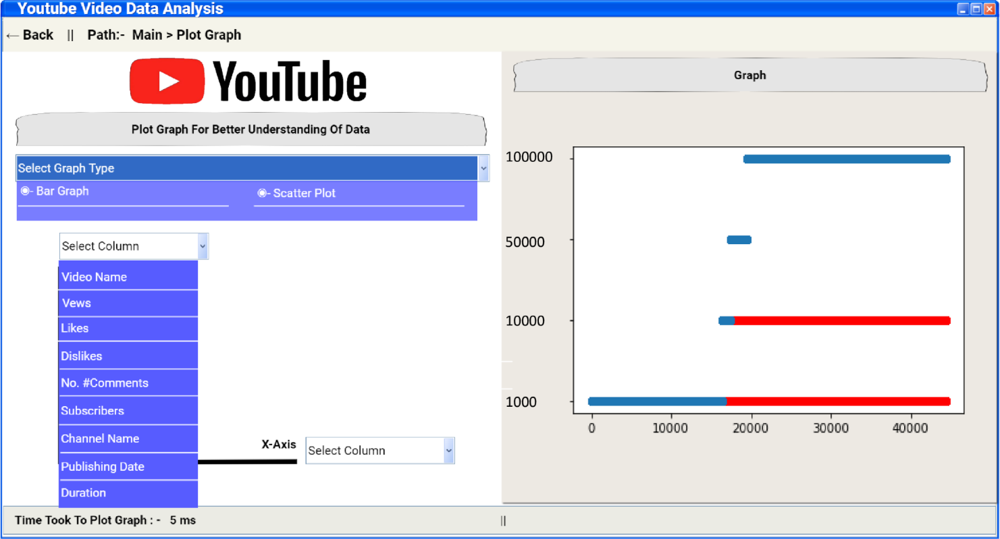 Youtube Video Data Analysis
← Back || Path:- Main > Plot Graph
YouTube
Plot Graph For Better Understanding Of Data
Select Graph Type
- Bar Graph
- Scatter Plot
Select Column
Video Name
Vews
Likes
Dislikes
No. #Comments
Subscribers
Channel Name
Publishing Date
Duration
X-Axis
Select Column
Graph
100000
50000
10000
1000
0 10000 20000 30000 40000
Time Took To Plot Graph : - 5 ms
||